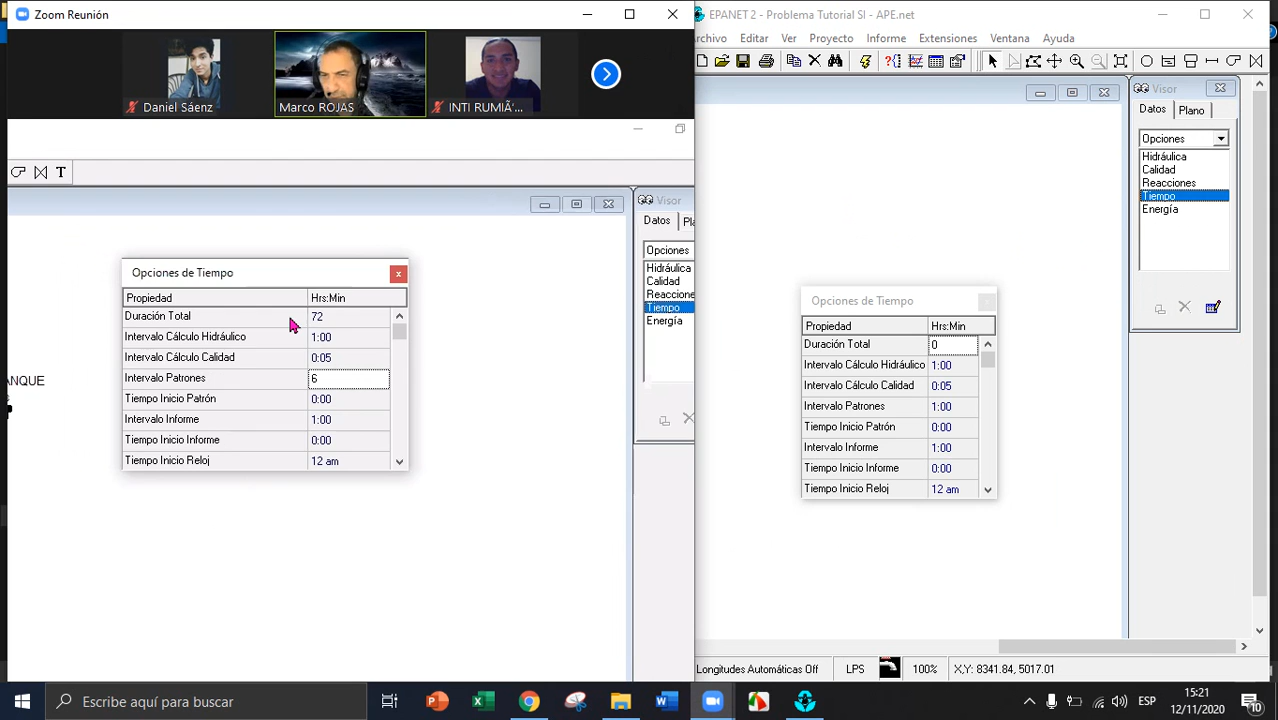 Zoom Reunión
Daniel Sáenz
Marco ROJAS
INTI RUMIÃ'...
T
Visor
Datos
Opciones
Hidráulica
Calidad
Reaccione
Tiempo
Energía
ANQUE
Opciones de Tiempo
Propiedad Hrs:Min
Duración Total 72
Intervalo Cálculo Hidráulico 1:00
Intervalo Cálculo Calidad 0:05
Intervalo Patrones 6
Tiempo Inicio Patrón 0:00
Intervalo Informe 1:00
Tiempo Inicio Informe 0:00
Tiempo Inicio Reloj 12 am
EPANET 2 - Problema Tutorial SI - APE.net
rchivo Editar Ver Proyecto Informe Extensiones Ventana Ayuda
Visor
Datos Plano
Opciones
Hidráulica
Calidad
Reacciones
Tiempo
Energía
Opciones de Tiempo
Propiedad Hrs:Min
Duración Total 0
Intervalo Cálculo Hidráulico 1:00
Intervalo Cálculo Calidad 0:05
Intervalo Patrones 1:00
Tiempo Inicio Patrón 0:00
Intervalo Informe 1:00
Tiempo Inicio Informe 0:00
Tiempo Inicio Reloj 12 am
Longitudes Automáticas Off LPS 100% X,Y: 8341.84, 5017.01
Escribe aquí para buscar
ESP
15:21
12/11/2020
10